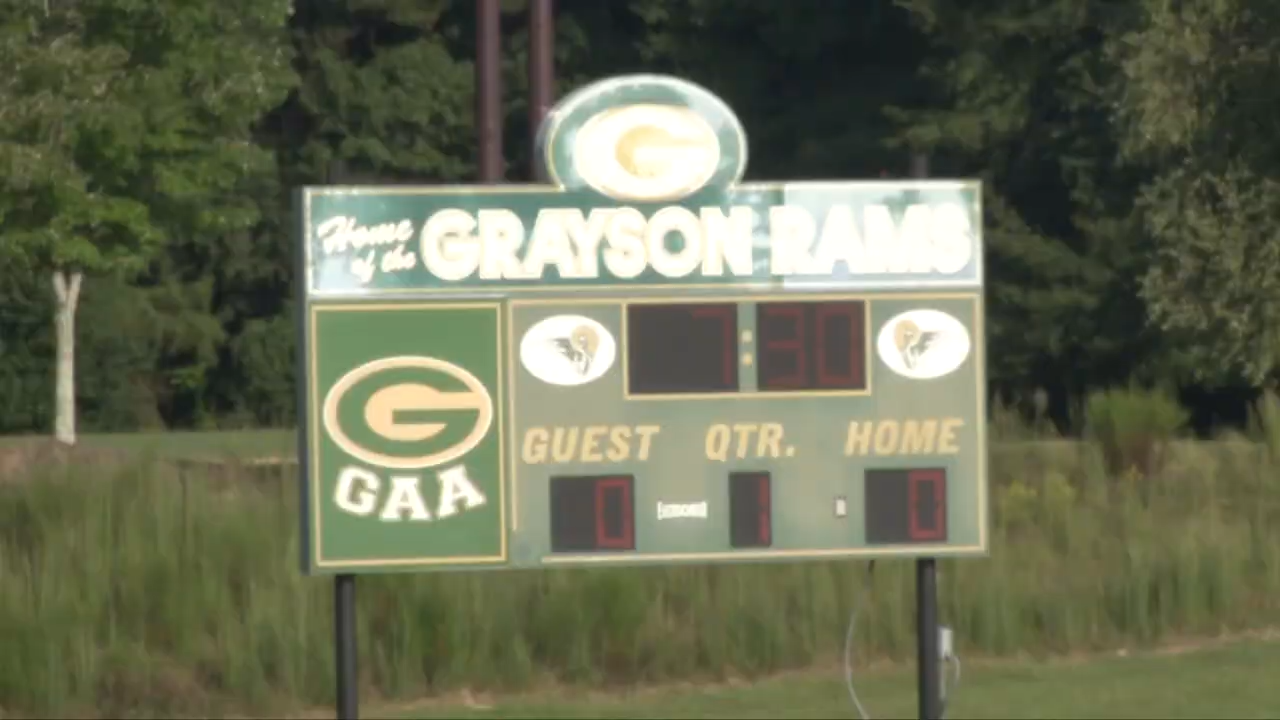 G
Home of the GRAYSON RAMS
7:30
G
GAA
GUEST QTR. HOME
0 1 0